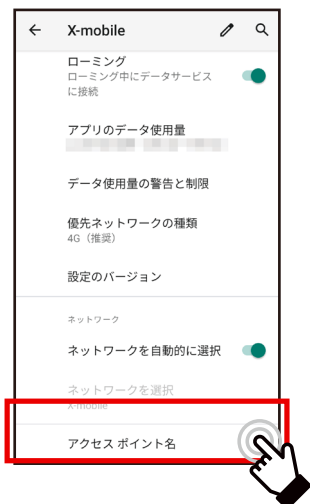 X-mobile
ローミング
ローミング中にデータサービス
に接続
アプリのデータ使用量
データ使用量の警告と制限
優先ネットワークの種類
4G（推奨）
設定のバージョン
ネットワーク
ネットワークを自動的に選択
ネットワークを選択
X-mobile
アクセス ポイント名